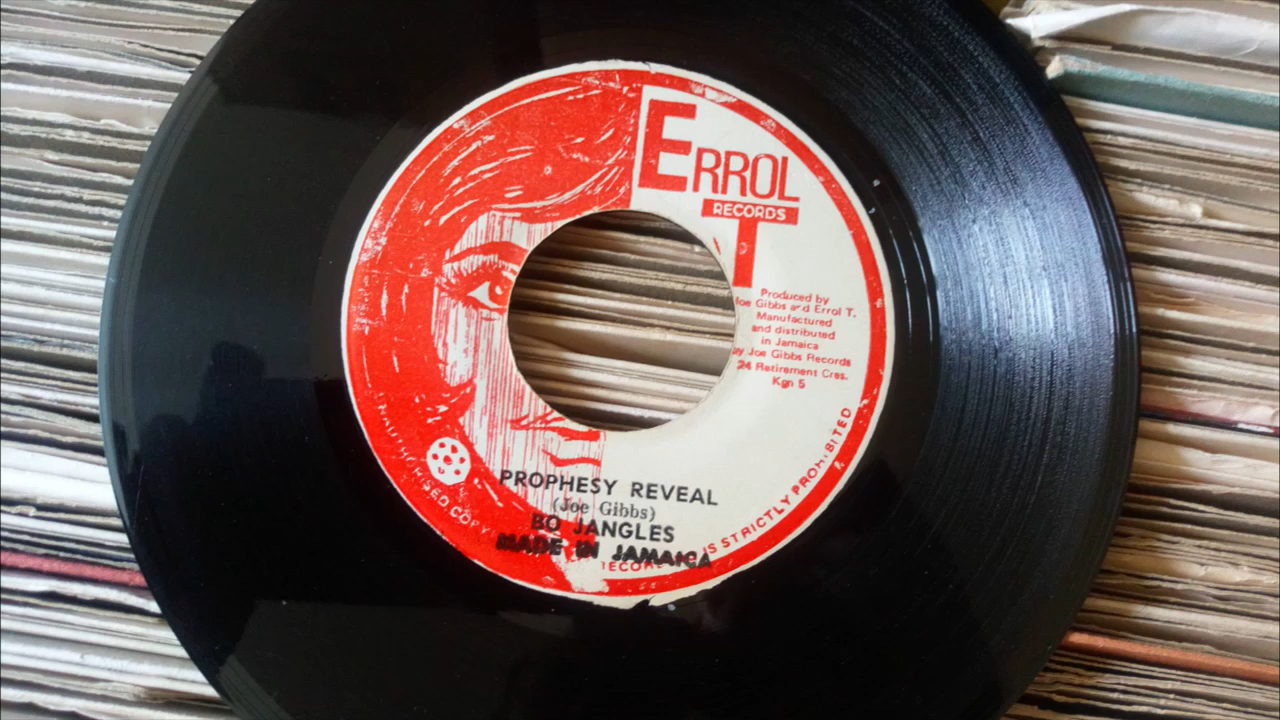 ERROL
RECORDS
T
Produced by
Joe Gibbs and Errol T.
Manufactured
and distributed
in Jamaica
by Joe Gibbs Records
24 Retirement Cres.
Kgn 5
PROPHESY REVEAL
(Joe Gibbs)
BO JANGLES
MADE IN JAMAICA
IS STRICTLY PROHIBITED